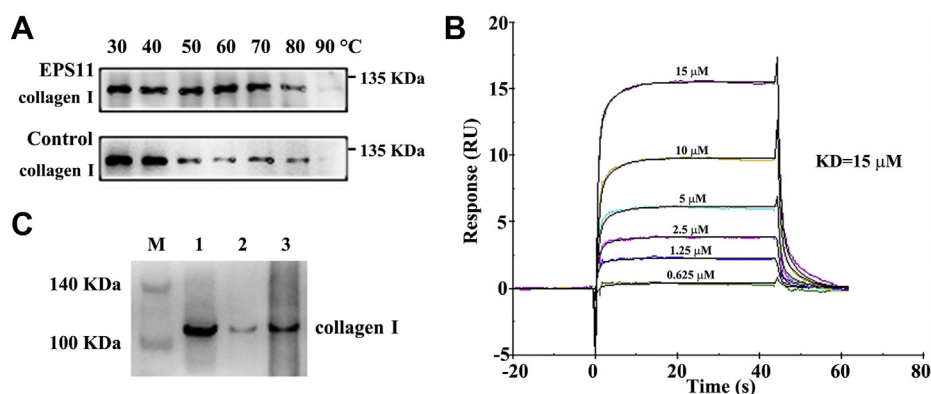 A
30 40 50 60 70 80 90 °C
EPS11
collagen I
135 KDa
Control
collagen I
135 KDa
B
Response (RU)
20
15
10
5
0
-5
-20 0 20 40 60 80
Time (s)
15 μM
10 μM
5 μM
2.5 μM
1.25 μM
0.625 μM
KD=15 μM
C
M 1 2 3
140 KDa
100 KDa
collagen I